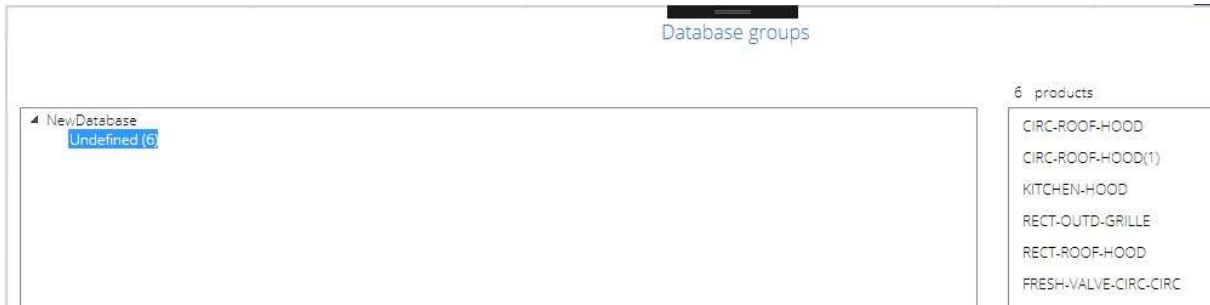 Database groups
6 products
NewDatabase
Undefined (6)
CIRC-ROOF-HOOD
CIRC-ROOF-HOOD(1)
KITCHEN-HOOD
RECT-OUTD-GRILLE
RECT-ROOF-HOOD
FRESH-VALVE-CIRC-CIRC